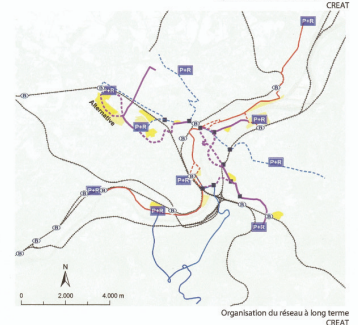 CREAT
P+R
P+R
P+R
B
Alternative
P+R
P+R
B
B
P+R
B
P+R
B
P+R
B
B
B
P+R
B
N
0 2.000 4.000 m
Organisation du réseau à long terme
CREAT